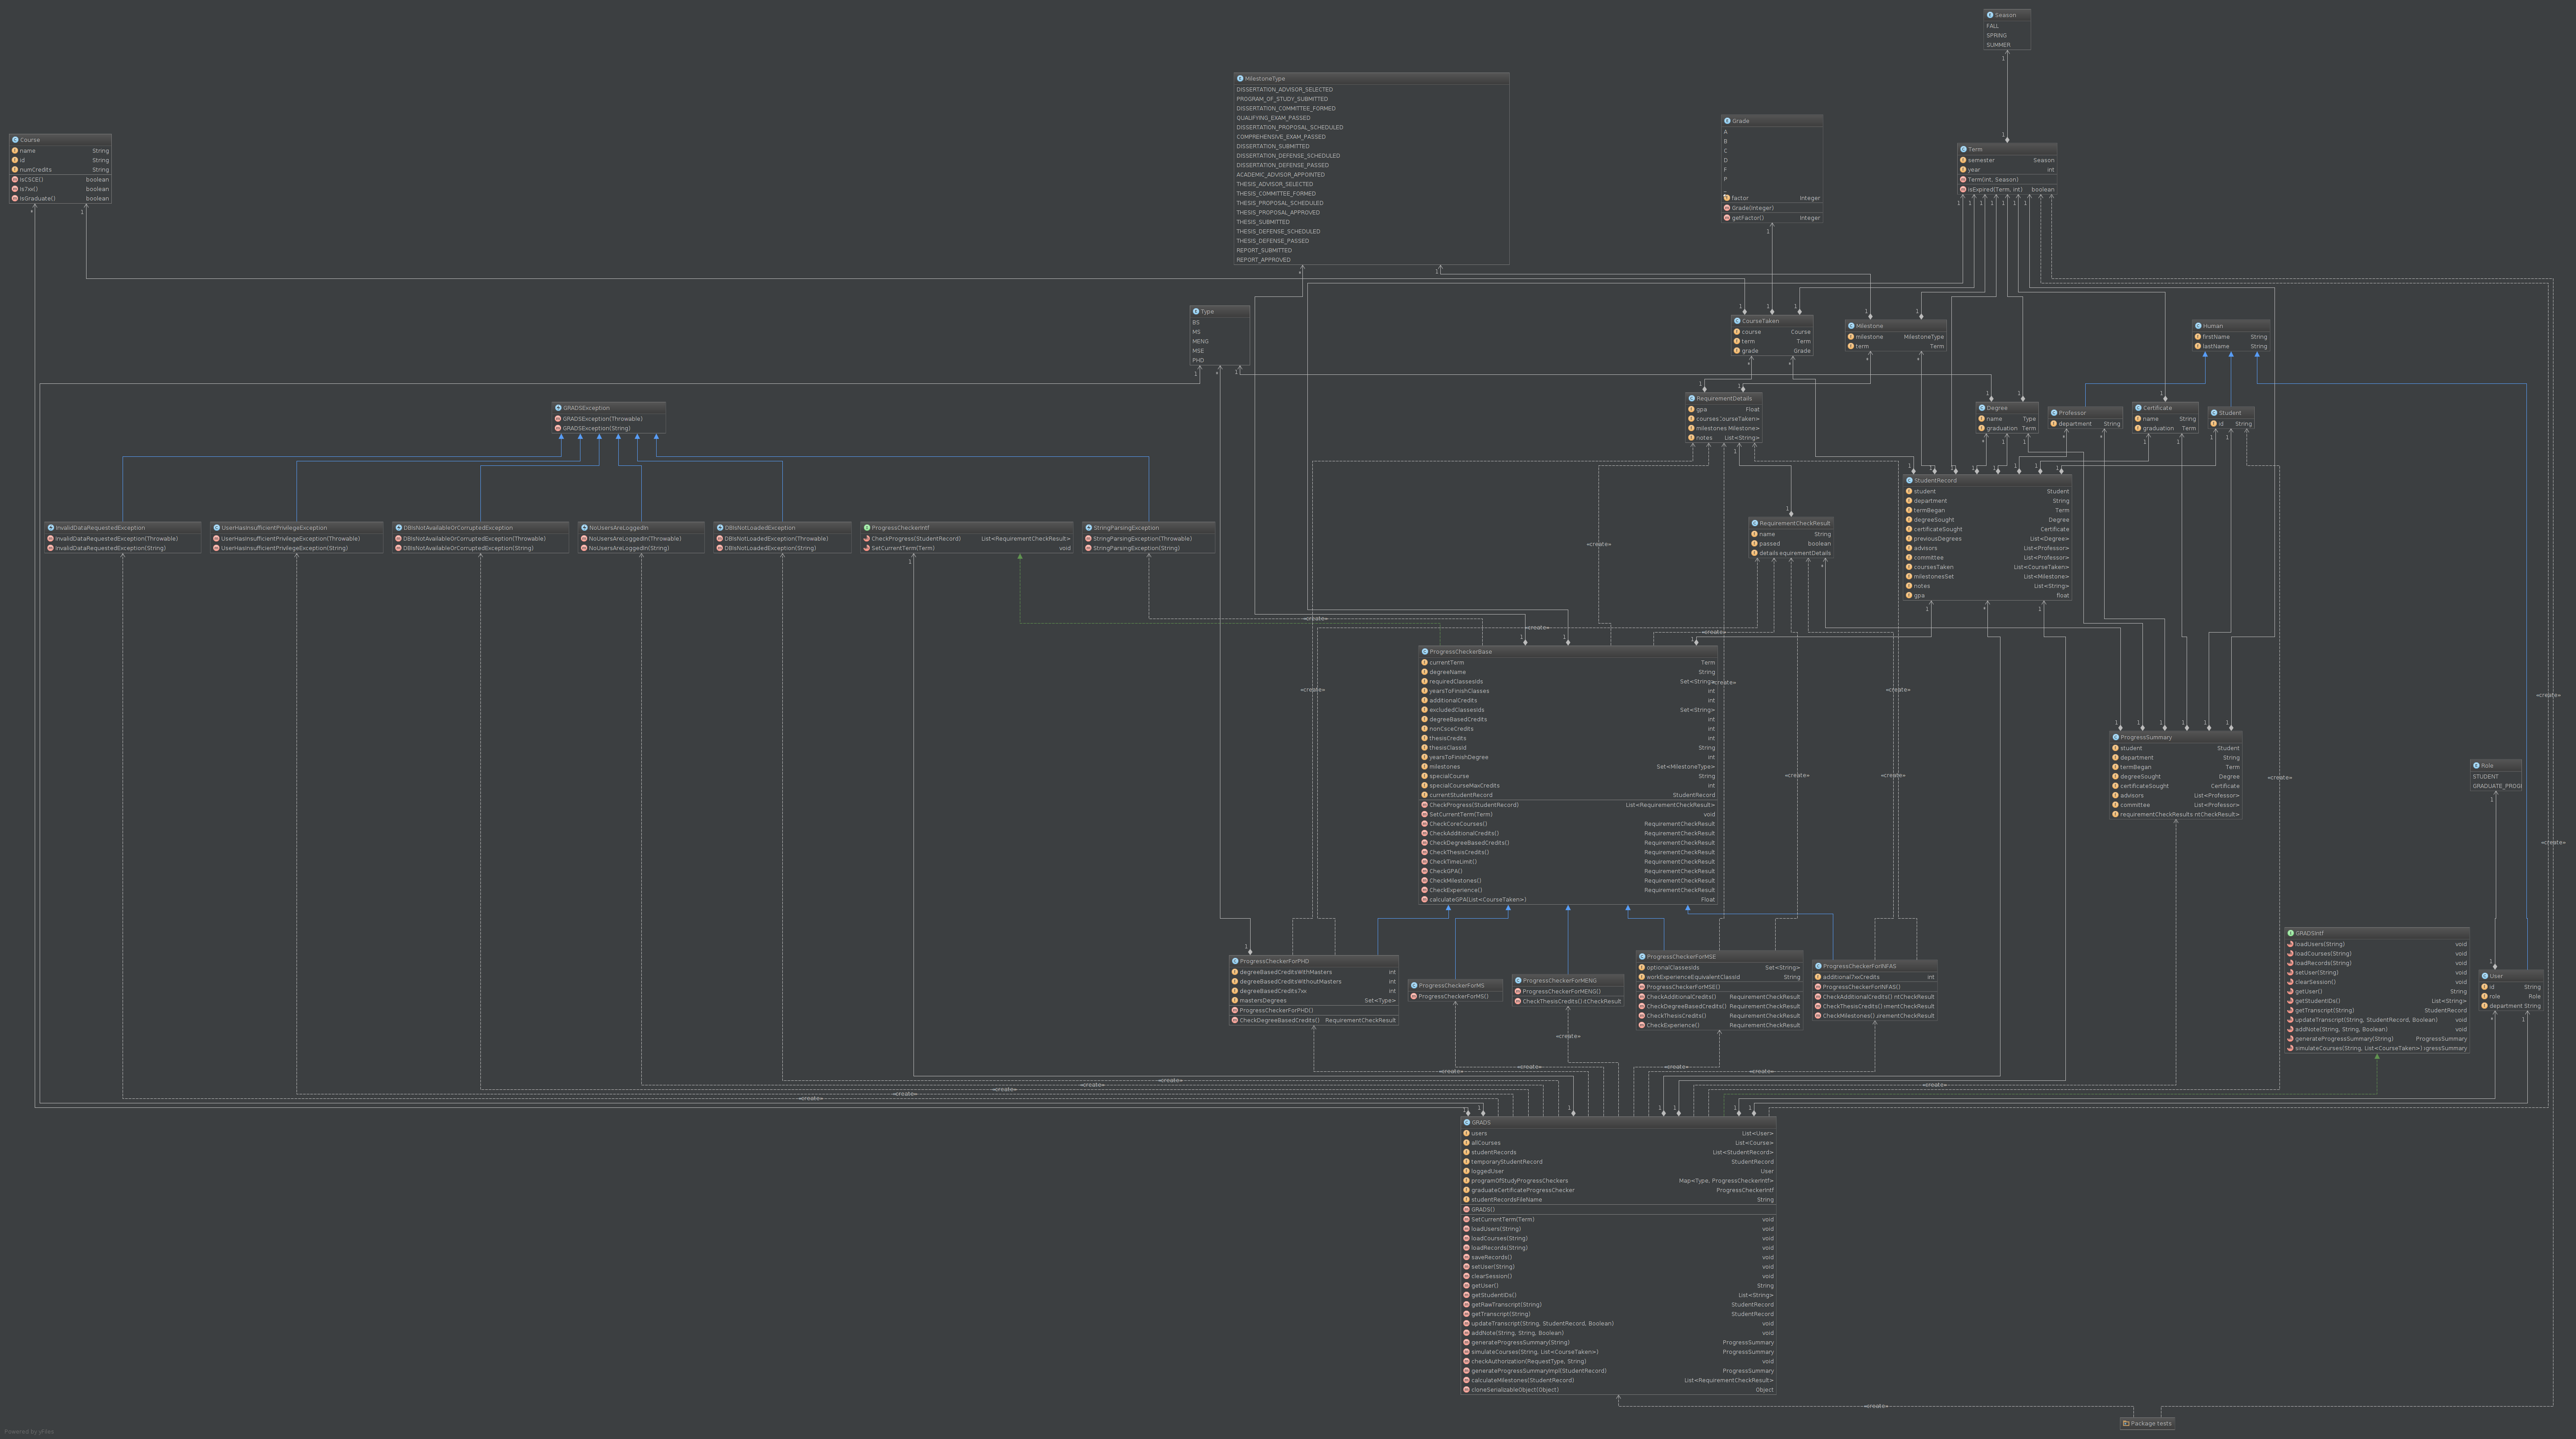 Season
FALL
SPRING
SUMMER
MilestoneType
DISSERTATION_ADVISOR_SELECTED
PROGRAM_OF_STUDY_SUBMITTED
DISSERTATION_COMMITTEE_FORMED
QUALIFYING_EXAM_PASSED
DISSERTATION_PROPOSAL_SCHEDULED
COMPREHENSIVE_EXAM_PASSED
DISSERTATION_SUBMITTED
DISSERTATION_DEFENSE_SCHEDULED
DISSERTATION_DEFENSE_PASSED
ACADEMIC_ADVISOR_APPOINTED
THESIS_ADVISOR_SELECTED
THESIS_COMMITTEE_FORMED
THESIS_PROPOSAL_SCHEDULED
THESIS_PROPOSAL_APPROVED
THESIS_SUBMITTED
THESIS_DEFENSE_SCHEDULED
THESIS_DEFENSE_PASSED
REPORT_SUBMITTED
REPORT_APPROVED
Grade
A
B
C
D
F
P
_
factor Integer
Grade(Integer)
getFactor() Integer
Course
name String
id String
numCredits String
IsCSCE() boolean
Is7xx() boolean
IsGraduate() boolean
Term
semester Season
year int
Term(int, Season)
isExpired(Term, int) boolean
Type
BS
MS
MENG
MSE
PHD
CourseTaken
course Course
term Term
grade Grade
Milestone
milestone MilestoneType
term Term
Human
firstName String
lastName String
RequirementDetails
gpa Float
courses :ourseTaken>
milestones Milestone>
notes List<String>
Degree
name Type
graduation Term
Professor
department String
Certificate
name String
graduation Term
Student
id String
GRADSException
GRADSException(Throwable)
GRADSException(String)
StudentRecord
student Student
department String
termBegan Term
degreeSought Degree
certificateSought Certificate
previousDegrees List<Degree>
advisors List<Professor>
committee List<Professor>
coursesTaken List<CourseTaken>
milestonesSet List<Milestone>
notes List<String>
gpa float
InvalidDataRequestedException
InvalidDataRequestedException(Throwable)
InvalidDataRequestedException(String)
UserHasInsufficientPrivilegeException
UserHasInsufficientPrivilegeException(Throwable)
UserHasInsufficientPrivilegeException(String)
DBIsNotAvailableOrCorruptedException
DBIsNotAvailableOrCorruptedException(Throwable)
DBIsNotAvailableOrCorruptedException(String)
NoUsersAreLoggedIn
NoUsersAreLoggedIn(Throwable)
NoUsersAreLoggedIn(String)
DBIsNotLoadedException
DBIsNotLoadedException(Throwable)
DBIsNotLoadedException(String)
ProgressCheckerIntf
CheckProgress(StudentRecord) List<RequirementCheckResult>
SetCurrentTerm(Term) void
StringParsingException
StringParsingException(Throwable)
StringParsingException(String)
RequirementCheckResult
name String
passed boolean
details equirementDetails
ProgressCheckerBase
currentTerm Term
degreeName String
requiredClassesIds Set<String>
yearsToFinishClasses int
additionalCredits int
excludedClassesIds Set<String>
degreeBasedCredits int
nonCsceCredits int
thesisCredits int
thesisClassId String
yearsToFinishDegree int
milestones Set<MilestoneType>
specialCourse String
specialCourseMaxCredits int
currentStudentRecord StudentRecord
CheckProgress(StudentRecord) List<RequirementCheckResult>
SetCurrentTerm(Term) void
CheckCoreCourses() RequirementCheckResult
CheckAdditionalCredits() RequirementCheckResult
CheckDegreeBasedCredits() RequirementCheckResult
CheckThesisCredits() RequirementCheckResult
CheckTimeLimit() RequirementCheckResult
CheckGPA() RequirementCheckResult
CheckMilestones() RequirementCheckResult
CheckExperience() RequirementCheckResult
calculateGPA(List<CourseTaken>) Float
ProgressSummary
student Student
department String
termBegan Term
degreeSought Degree
certificateSought Certificate
advisors List<Professor>
committee List<Professor>
requirementCheckResults ntCheckResult>
Role
STUDENT
GRADUATE_PROG
ProgressCheckerForPHD
degreeBasedCreditsWithMasters int
degreeBasedCreditsWithoutMasters int
degreeBasedCredits7xx int
mastersDegrees Set<Type>
ProgressCheckerForPHD()
CheckDegreeBasedCredits() RequirementCheckResult
ProgressCheckerForMS
ProgressCheckerForMS()
ProgressCheckerForMENG
ProgressCheckerForMENG()
CheckThesisCredits() ntCheckResult
ProgressCheckerForMSE
optionalClassesIds Set<String>
workExperienceEquivalentClassId String
ProgressCheckerForMSE()
CheckAdditionalCredits() RequirementCheckResult
CheckDegreeBasedCredits() RequirementCheckResult
CheckThesisCredits() RequirementCheckResult
CheckExperience() RequirementCheckResult
ProgressCheckerForINFAS
additional7xxCredits int
ProgressCheckerForINFAS()
CheckAdditionalCredits() ntCheckResult
CheckThesisCredits() ementCheckResult
CheckMilestones() irementCheckResult
GRADSIntf
loadUsers(String) void
loadCourses(String) void
loadRecords(String) void
setUser(String) void
clearSession() void
getUser() String
getStudentIDs() List<String>
getTranscript(String) StudentRecord
updateTranscript(String, StudentRecord, Boolean) void
addNote(String, String, Boolean) void
generateProgressSummary(String) ProgressSummary
simulateCourses(String, List<CourseTaken>) ogressSummary
User
id String
role Role
department String
GRADS
users List<User>
allCourses List<Course>
studentRecords List<StudentRecord>
temporaryStudentRecord StudentRecord
loggedUser User
programOfStudyProgressCheckers Map<Type, ProgressCheckerIntf>
graduateCertificateProgressChecker ProgressCheckerIntf
studentRecordsFileName String
GRADS()
SetCurrentTerm(Term) void
loadUsers(String) void
loadCourses(String) void
loadRecords(String) void
saveRecords() void
setUser(String) void
clearSession() void
getUser() String
getStudentIDs() List<String>
getRawTranscript(String) StudentRecord
getTranscript(String) StudentRecord
updateTranscript(String, StudentRecord, Boolean) void
addNote(String, String, Boolean) void
generateProgressSummary(String) ProgressSummary
simulateCourses(String, List<CourseTaken>) ProgressSummary
checkAuthorization(RequestType, String) void
generateProgressSummaryImpl(StudentRecord) ProgressSummary
calculateMilestones(StudentRecord) List<RequirementCheckResult>
cloneSerializableObject(Object) Object
«create»
Package tests
Powered by yFiles